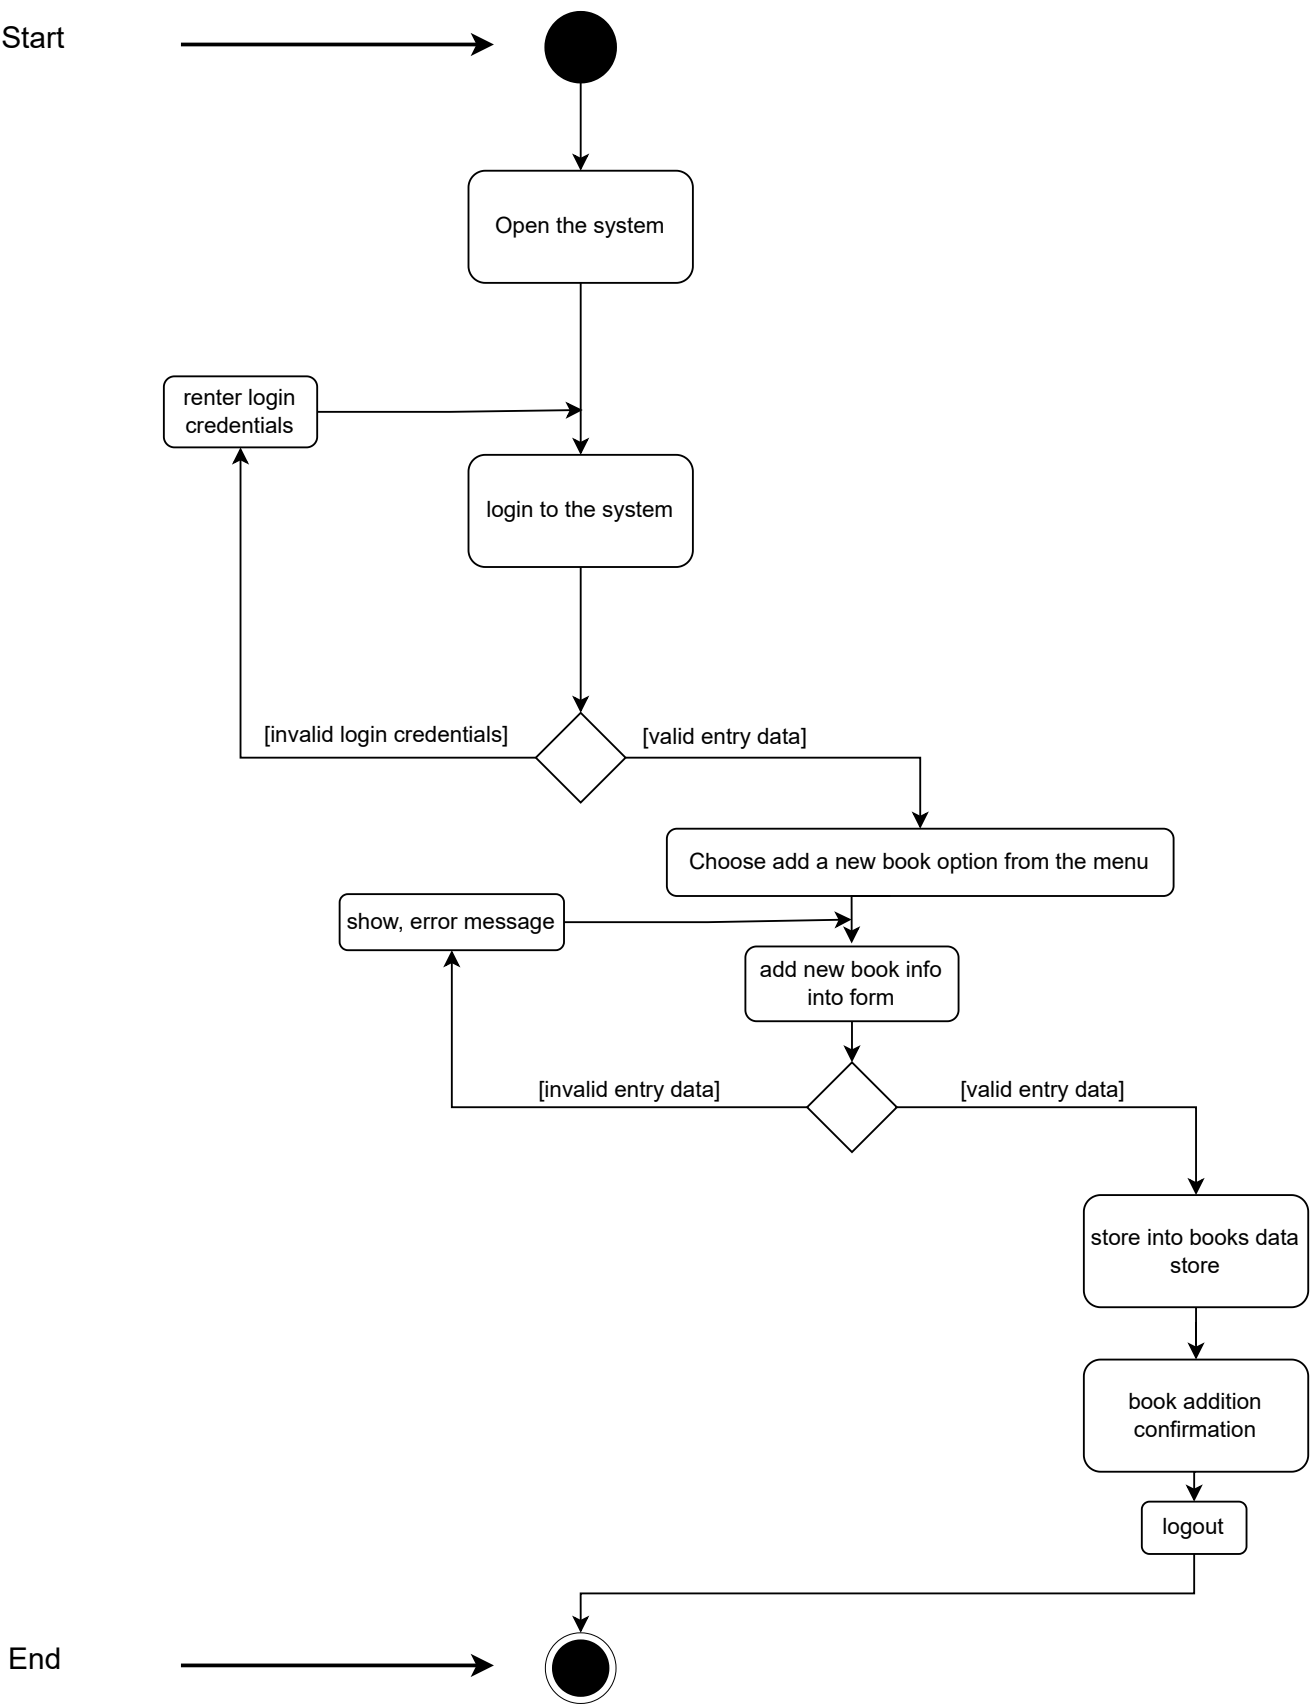 Start
Open the system
renter login
credentials
login to the system
[invalid login credentials]
[valid entry data]
Choose add a new book option from the menu
show, error message
add new book info
into form
[invalid entry data]
[valid entry data]
store into books data
store
book addition
confirmation
logout
End